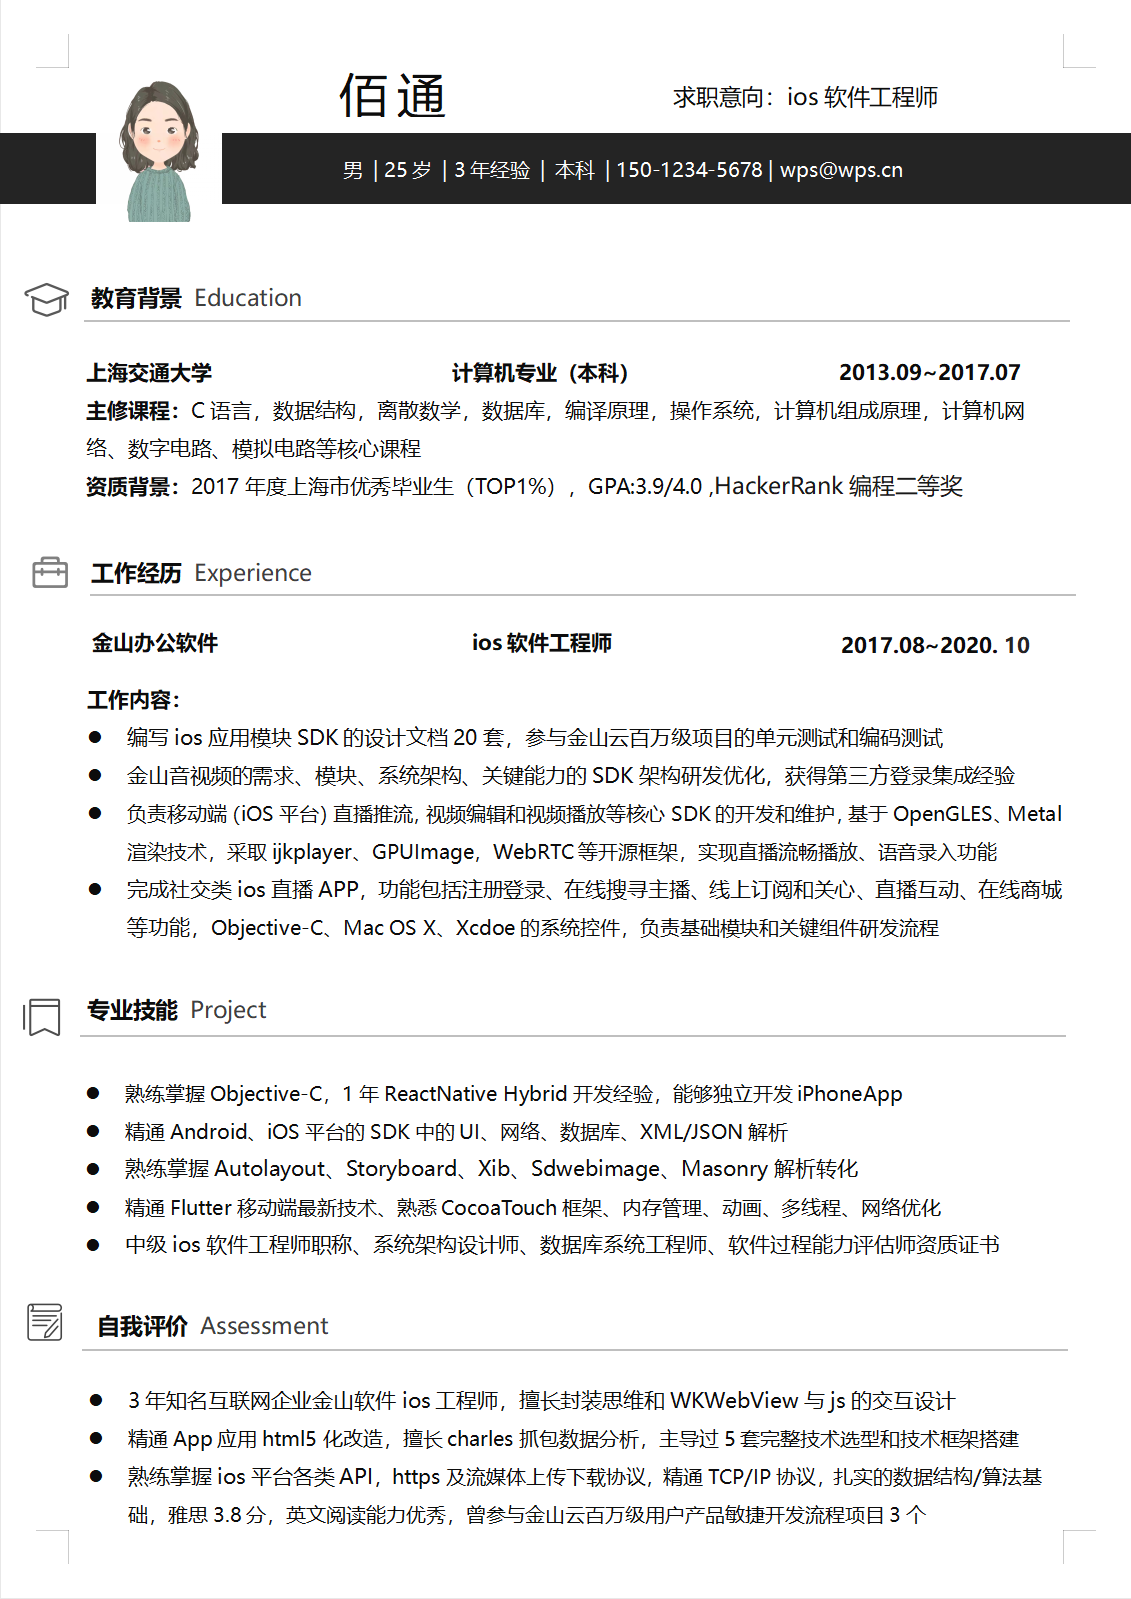 佰通
求职意向：ios 软件工程师
男 | 25 岁 | 3 年经验 | 本科 | 150-1234-5678 | wps@wps.cn
教育背景 Education
上海交通大学 计算机专业（本科） 2013.09~2017.07
主修课程：C 语言，数据结构，离散数学，数据库，编译原理，操作系统，计算机组成原理，计算机网
络、数字电路、模拟电路等核心课程
资质背景：2017 年度上海市优秀毕业生（TOP1%），GPA:3.9/4.0 ,HackerRank 编程二等奖
工作经历 Experience
金山办公软件 ios 软件工程师 2017.08~2020. 10
工作内容：
● 编写 ios 应用模块 SDK 的设计文档 20 套，参与金山云百万级项目的单元测试和编码测试
● 金山音视频的需求、模块、系统架构、关键能力的 SDK 架构研发优化，获得第三方登录集成经验
● 负责移动端 (iOS 平台) 直播推流, 视频编辑和视频播放等核心 SDK 的开发和维护, 基于 OpenGLES、Metal
渲染技术，采取 ijkplayer、GPUImage，WebRTC 等开源框架，实现直播流畅播放、语音录入功能
● 完成社交类 ios 直播 APP，功能包括注册登录、在线搜寻主播、线上订阅和关心、直播互动、在线商城
等功能，Objective-C、Mac OS X、Xcdoe 的系统控件，负责基础模块和关键组件研发流程
专业技能 Project
● 熟练掌握 Objective-C，1 年 ReactNative Hybrid 开发经验，能够独立开发 iPhoneApp
● 精通 Android、iOS 平台的 SDK 中的 UI、网络、数据库、XML/JSON 解析
● 熟练掌握 Autolayout、Storyboard、Xib、Sdwebimage、Masonry 解析转化
● 精通 Flutter 移动端最新技术、熟悉 CocoaTouch 框架、内存管理、动画、多线程、网络优化
● 中级 ios 软件工程师职称、系统架构设计师、数据库系统工程师、软件过程能力评估师资质证书
自我评价 Assessment
● 3 年知名互联网企业金山软件 ios 工程师，擅长封装思维和 WKWebView 与 js 的交互设计
● 精通 App 应用 html5 化改造，擅长 charles 抓包数据分析，主导过 5 套完整技术选型和技术框架搭建
● 熟练掌握 ios 平台各类 API，https 及流媒体上传下载协议，精通 TCP/IP 协议，扎实的数据结构/算法基
础，雅思 3.8 分，英文阅读能力优秀，曾参与金山云百万级用户产品敏捷开发流程项目 3 个